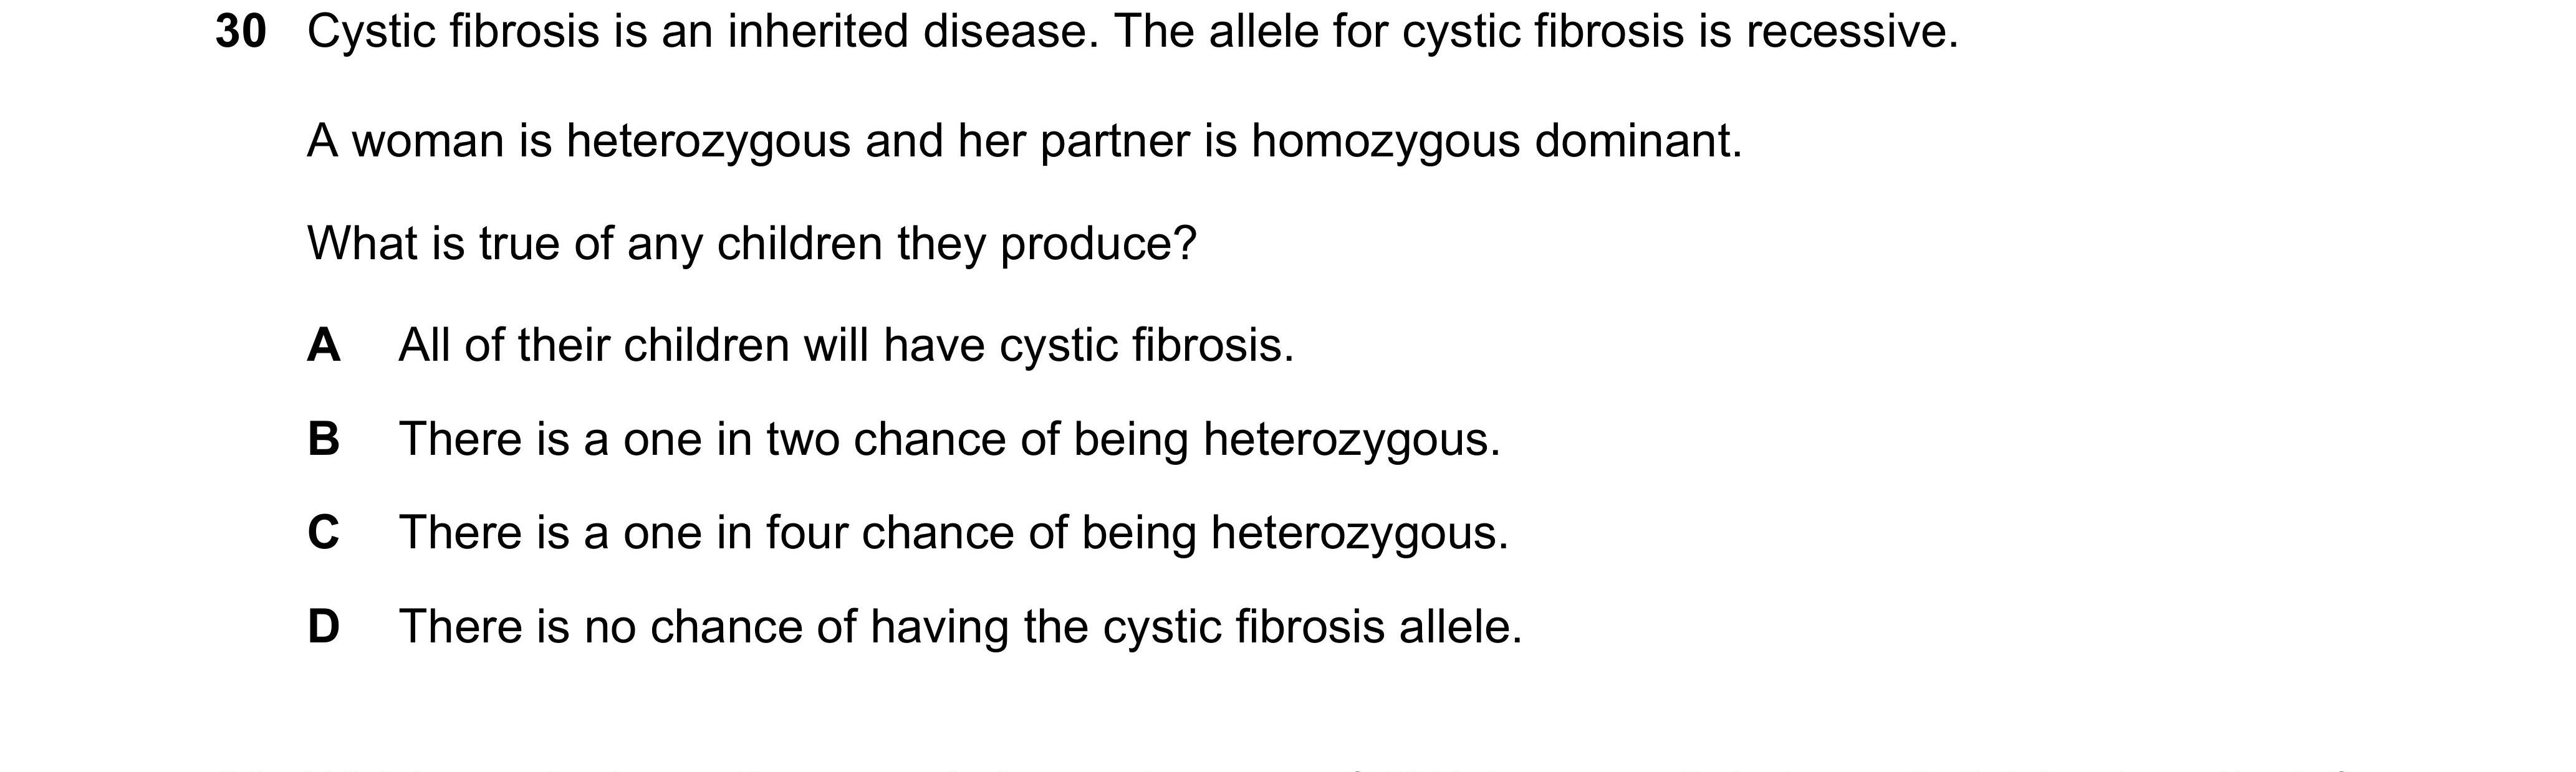 30 Cystic fibrosis is an inherited disease. The allele for cystic fibrosis is recessive.
A woman is heterozygous and her partner is homozygous dominant.
What is true of any children they produce?
A All of their children will have cystic fibrosis.
B There is a one in two chance of being heterozygous.
C There is a one in four chance of being heterozygous.
D There is no chance of having the cystic fibrosis allele.